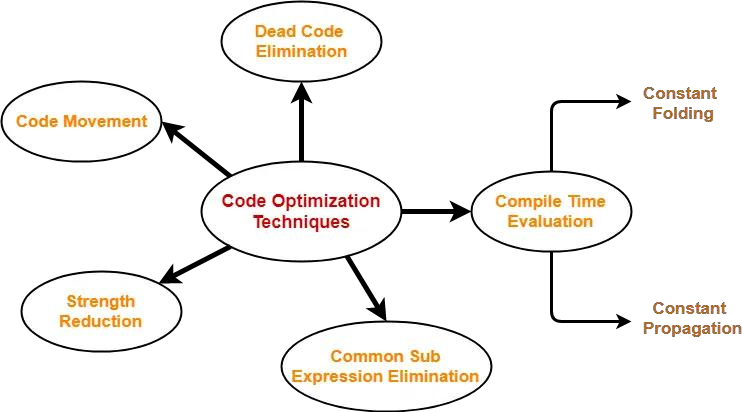 Dead Code
Elimination
Code Movement
Constant
Folding
Code Optimization
Techniques
Compile Time
Evaluation
Strength
Reduction
Constant
Propagation
Common Sub
Expression Elimination